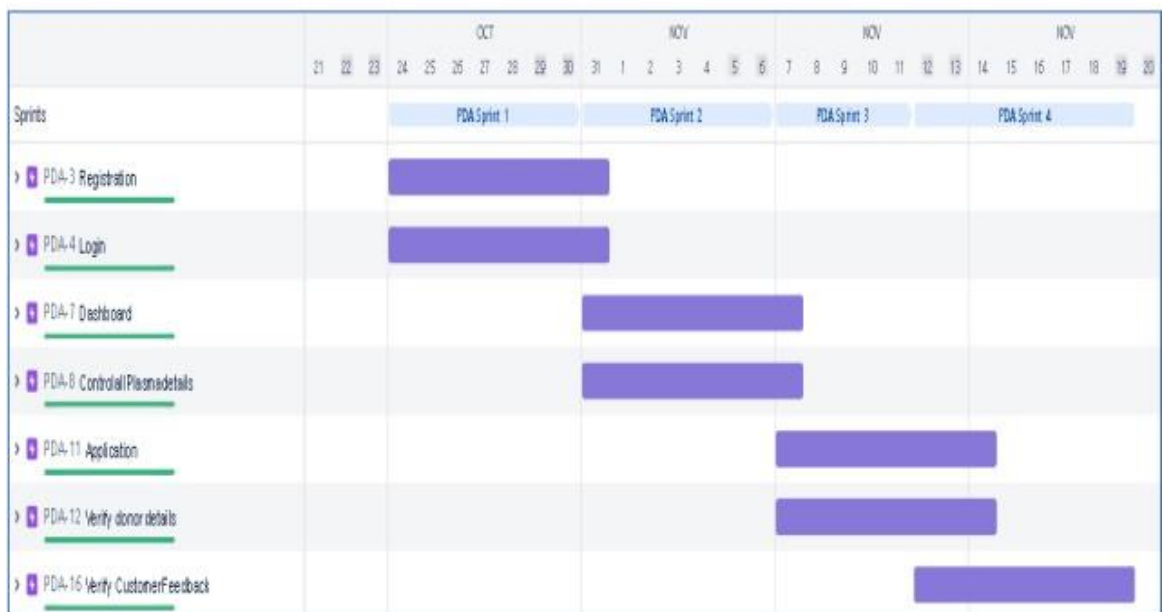 OCT NOV NOV NOV
21 22 23 24 25 26 27 28 29 30 31 1 2 3 4 5 6 7 8 9 10 11 12 13 14 15 16 17 18 19 20
Sprints PDA Sprint 1 PDA Sprint 2 PDA Sprint 3 PDA Sprint 4
PDA-3 Registration
PDA-4 Login
PDA-7 Dashboard
PDA-8 ControlallPlasmadetails
PDA-11 Application
PDA-12 Verify donor details
PDA-16 Verify CustomerFeedback